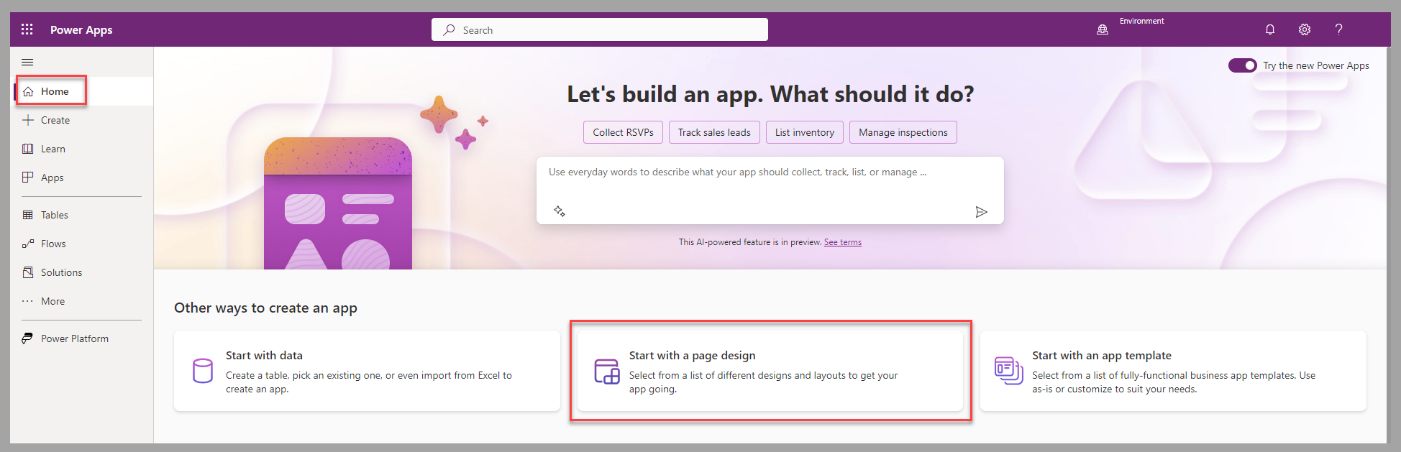 Power Apps
Search
Environment
Home
Create
Learn
Apps
Tables
Flows
Solutions
More
Power Platform
Try the new Power Apps
Let's build an app. What should it do?
Collect RSVPs
Track sales leads
List inventory
Manage inspections
Use everyday words to describe what your app should collect, track, list, or manage ...
This AI-powered feature is in preview. See terms
Other ways to create an app
Start with data
Create a table, pick an existing one, or even import from Excel to
create an app.
Start with a page design
Select from a list of different designs and layouts to get your
app going.
Start with an app template
Select from a list of fully-functional business app templates. Use
as-is or customize to suit your needs.